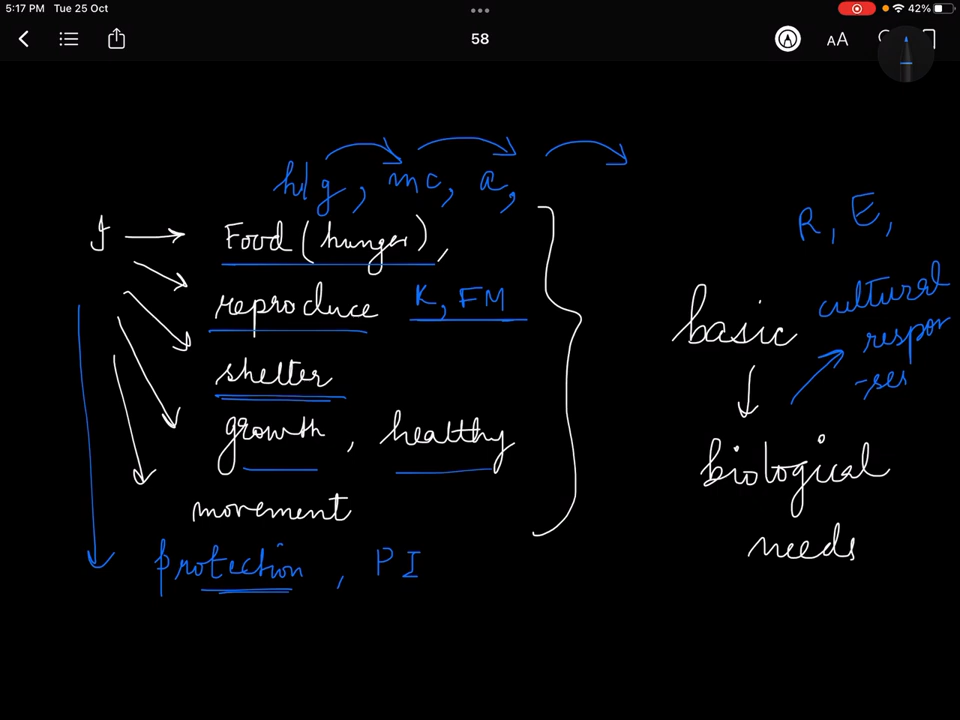 5:17 PM Tue 25 Oct
42%
58
AA
h/g, mc, a,
I → Food (hunger),
reproduce K, FM
shelter
growth, healthy
movement
protection, PI
R, E,
basic
cultural
respon
-ses
biological
needs